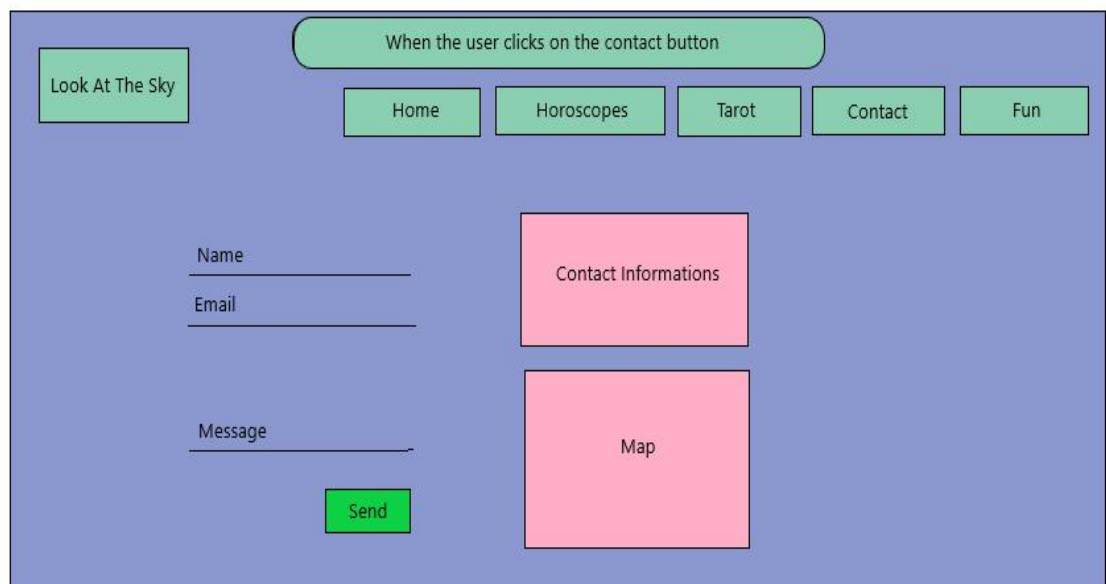 When the user clicks on the contact button
Look At The Sky
Home
Horoscopes
Tarot
Contact
Fun
Name
Email
Message
Send
Contact Informations
Map